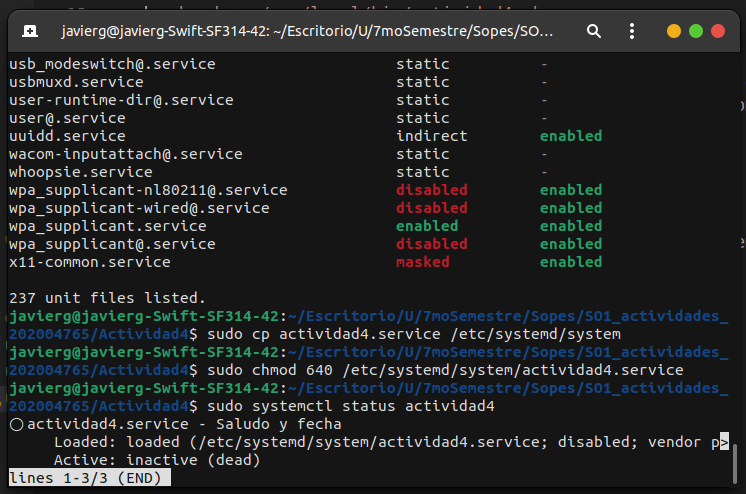 javierg@javierg-Swift-SF314-42: ~/Escritorio/U/7moSemestre/Sopes/SO...
usb_modeswitch@.service static -
usbmuxd.service static -
user-runtime-dir@.service static -
user@.service static -
uuidd.service indirect enabled
wacom-inputattach@.service static -
whoopsie.service static -
wpa_supplicant-nl80211@.service disabled enabled
wpa_supplicant-wired@.service disabled enabled
wpa_supplicant.service enabled enabled
wpa_supplicant@.service disabled enabled
x11-common.service masked enabled
237 unit files listed.
javierg@javierg-Swift-SF314-42:~/Escritorio/U/7moSemestre/Sopes/SO1_actividades_
202004765/Actividad4$ sudo cp actividad4.service /etc/systemd/system
javierg@javierg-Swift-SF314-42:~/Escritorio/U/7moSemestre/Sopes/SO1_actividades_
202004765/Actividad4$ sudo chmod 640 /etc/systemd/system/actividad4.service
javierg@javierg-Swift-SF314-42:~/Escritorio/U/7moSemestre/Sopes/SO1_actividades_
202004765/Actividad4$ sudo systemctl status actividad4
○ actividad4.service - Saludo y fecha
Loaded: loaded (/etc/systemd/system/actividad4.service; disabled; vendor p>
Active: inactive (dead)
lines 1-3/3 (END)